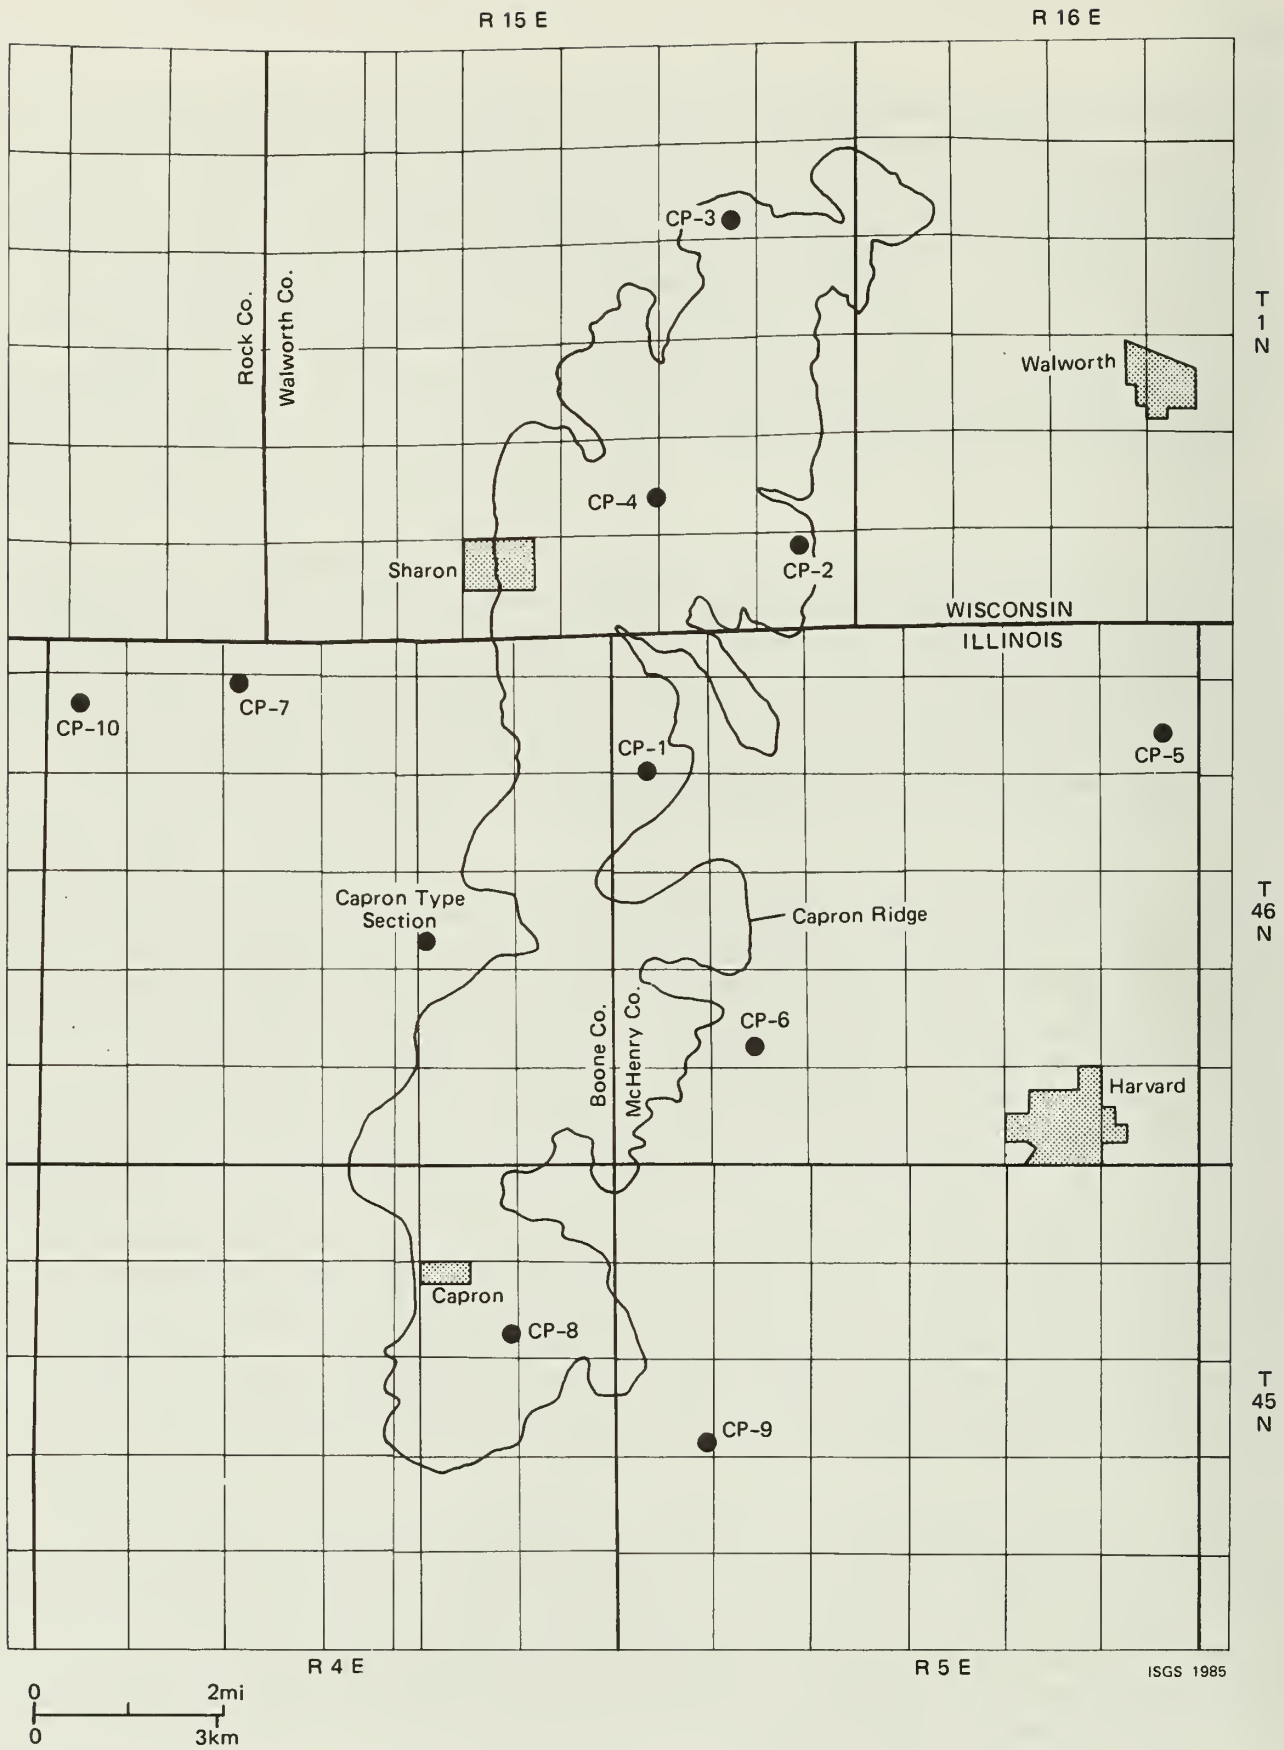 R 15 E
R 16 E
CP-3
Rock Co.
Walworth Co.
T
1
N
Walworth
CP-4
Sharon
CP-2
WISCONSIN
ILLINOIS
CP-10
CP-7
CP-1
CP-5
Capron Type
Section
Capron Ridge
T
46
N
Boone Co.
McHenry Co.
CP-6
Harvard
Capron
CP-8
T
45
N
CP-9
R 4 E
R 5 E
ISGS 1985
0
2mi
0
3km